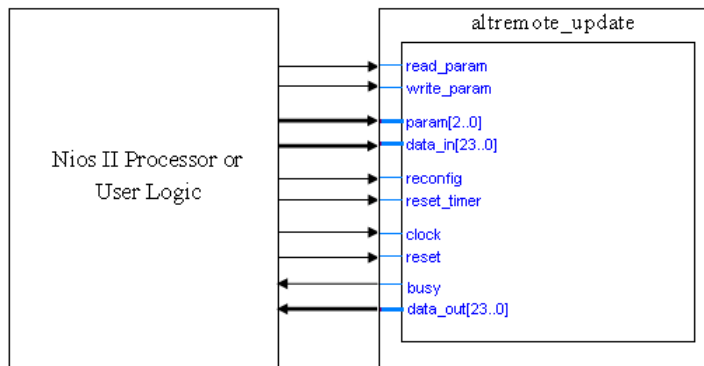 altremote_update
read_param
write_param
param[2..0]
data_in[23..0]
Nios II Processor or
User Logic
reconfig
reset_timer
clock
reset
busy
data_out[23..0]